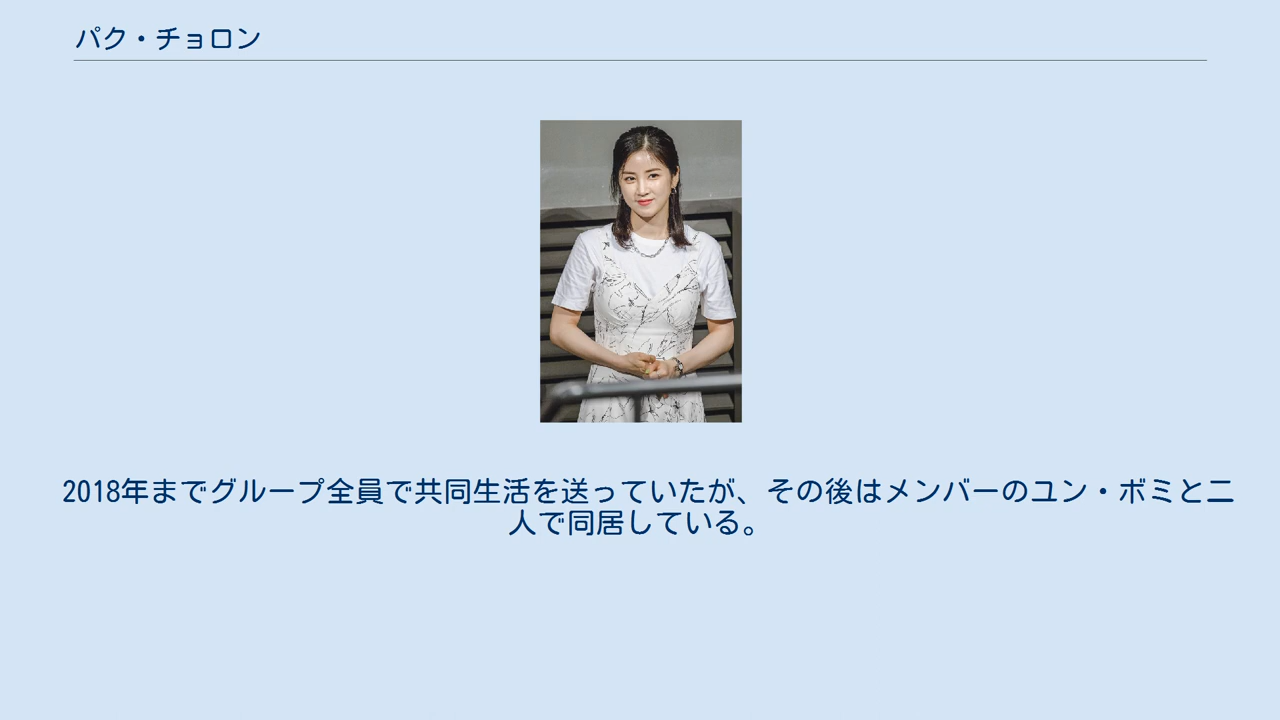 パク・チョロン
2018年までグループ全員で共同生活を送っていたが、その後はメンバーのユン・ボミと二
人で同居している。